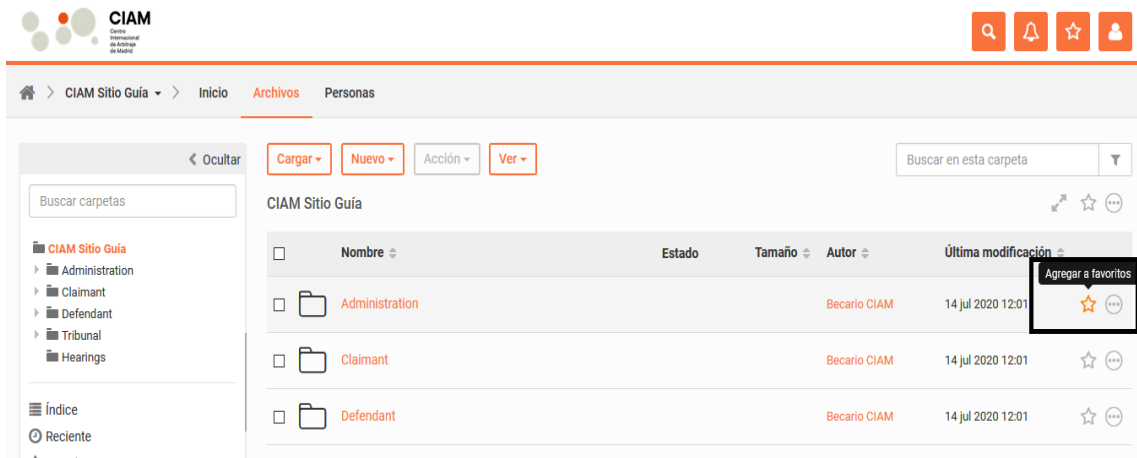 CIAM
Centro
Internacional
de Arbitraje
de Madrid
CIAM Sitio Guía Inicio Archivos Personas
Ocultar
Buscar carpetas
CIAM Sitio Guía
Administration
Claimant
Defendant
Tribunal
Hearings
Índice
Reciente
Cargar Nuevo Acción Ver Buscar en esta carpeta
CIAM Sitio Guía
Nombre Estado Tamaño Autor Última modificación
Agregar a favoritos
Administration Becario CIAM 14 jul 2020 12:01
Claimant Becario CIAM 14 jul 2020 12:01
Defendant Becario CIAM 14 jul 2020 12:01